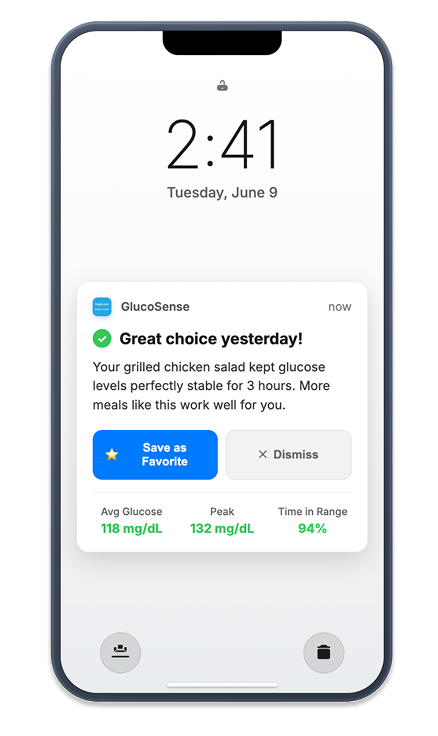 2:41
Tuesday, June 9
GlucoSense
now
Great choice yesterday!
Your grilled chicken salad kept glucose
levels perfectly stable for 3 hours. More
meals like this work well for you.
Save as
Favorite
Dismiss
Avg Glucose
Peak
Time in Range
118 mg/dL
132 mg/dL
94%